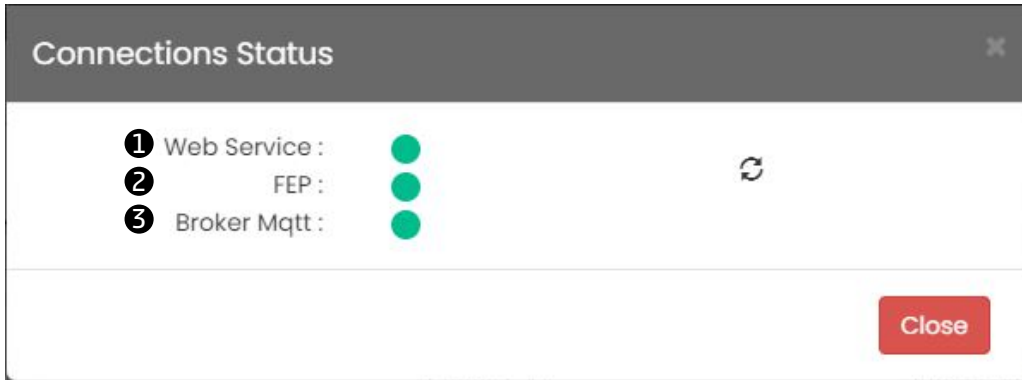 Connections Status
❶ Web Service :
❷ FEP :
❸ Broker Mqtt :
Close